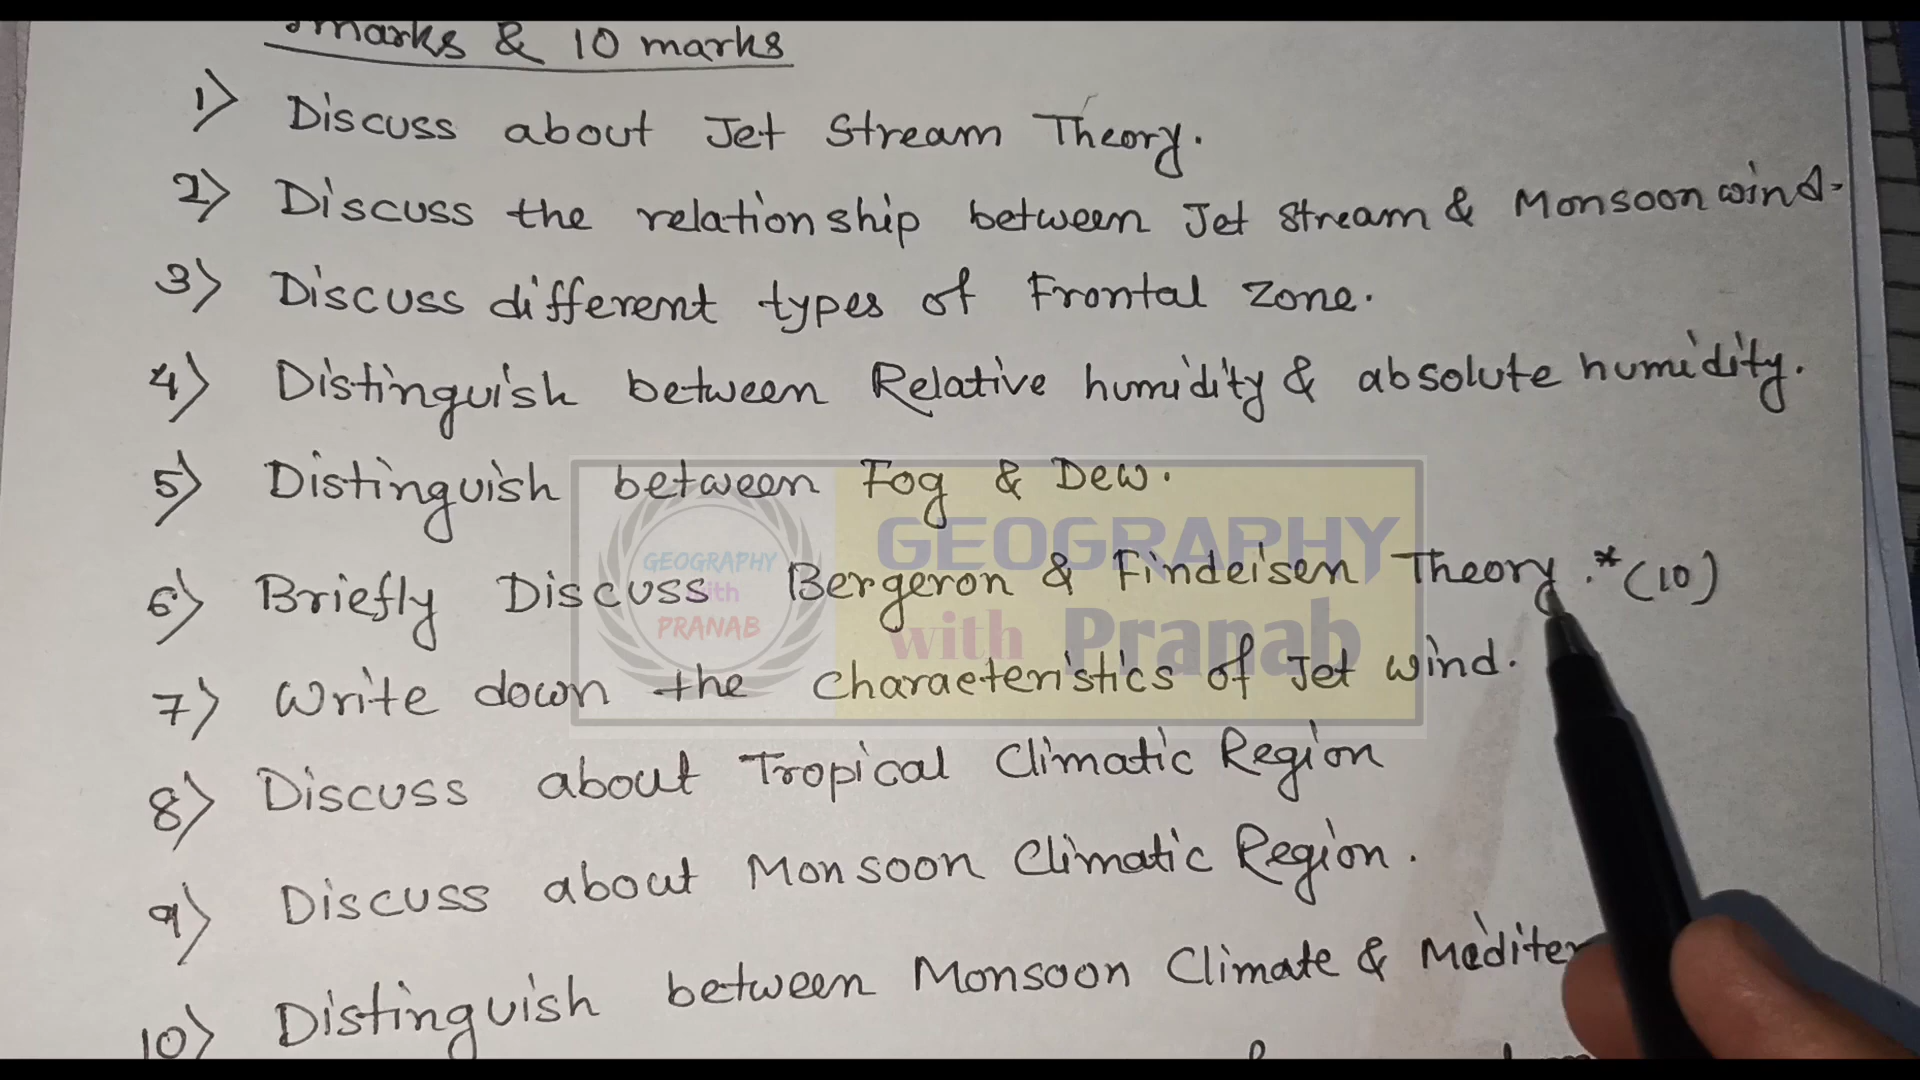 marks & 10 marks
1) Discuss about Jet Stream Theory.
2) Discuss the relationship between Jet Stream & Monsoon wind.
3) Discuss different types of Frontal Zone.
4) Distinguish between Relative humidity & absolute humidity.
5) Distinguish between Fog & Dew.
6) Briefly Discuss Bergeron & Findeisen Theory.*(10)
7) Write down the characteristics of Jet wind.
8) Discuss about Tropical Climatic Region
9) Discuss about Monsoon Climatic Region.
10) Distinguish between Monsoon Climate & Mediter
GEOGRAPHY
with
PRANAB
GEOGRAPHY
with Pranab